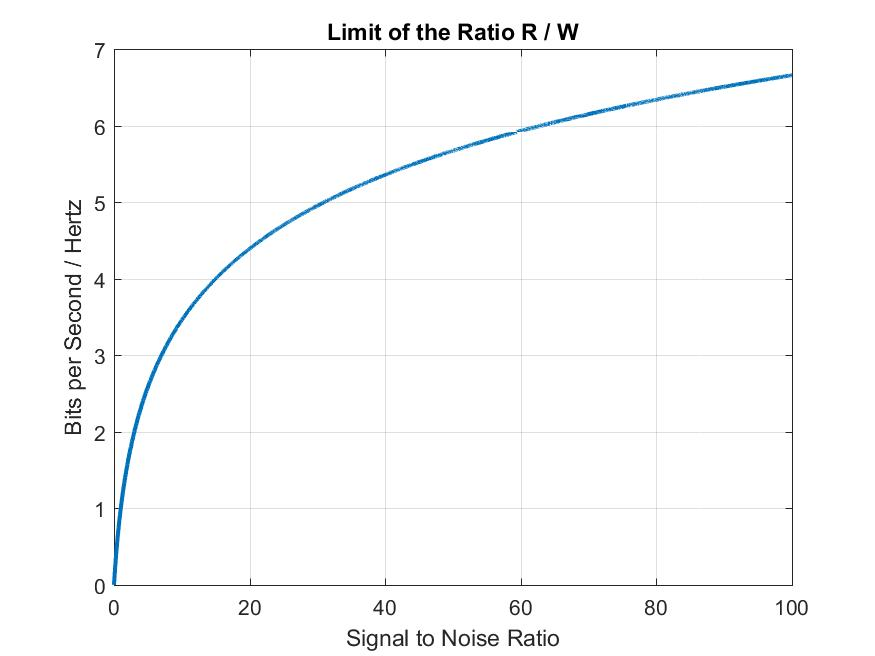 Limit of the Ratio R / W
7
6
5
4
3
2
1
0
Bits per Second / Hertz
0 20 40 60 80 100
Signal to Noise Ratio